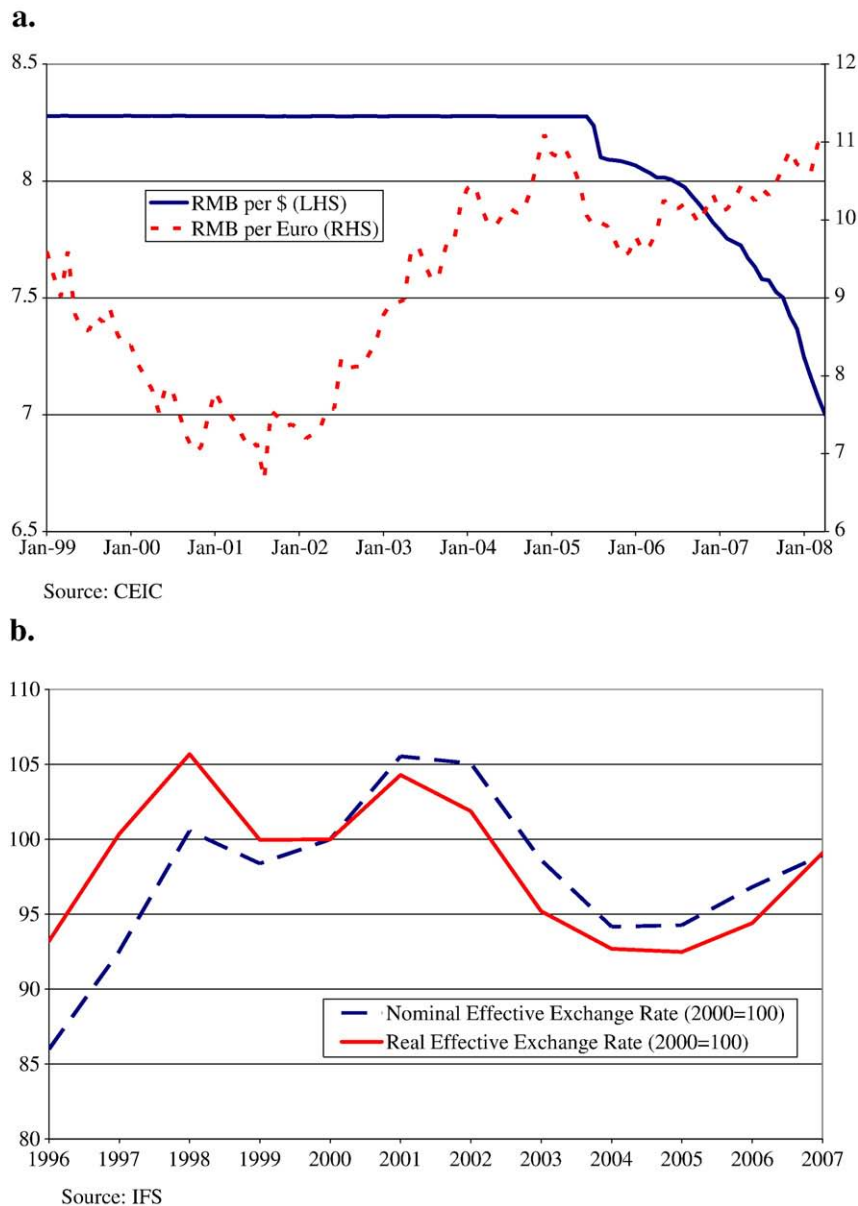 a.
8.5
12
11
8
RMB per $ (LHS)
RMB per Euro (RHS)
10
7.5
9
8
7
7
6.5
6
Jan-99 Jan-00 Jan-01 Jan-02 Jan-03 Jan-04 Jan-05 Jan-06 Jan-07 Jan-08
Source: CEIC
b.
110
105
100
95
90
Nominal Effective Exchange Rate (2000=100)
Real Effective Exchange Rate (2000=100)
85
80
1996 1997 1998 1999 2000 2001 2002 2003 2004 2005 2006 2007
Source: IFS